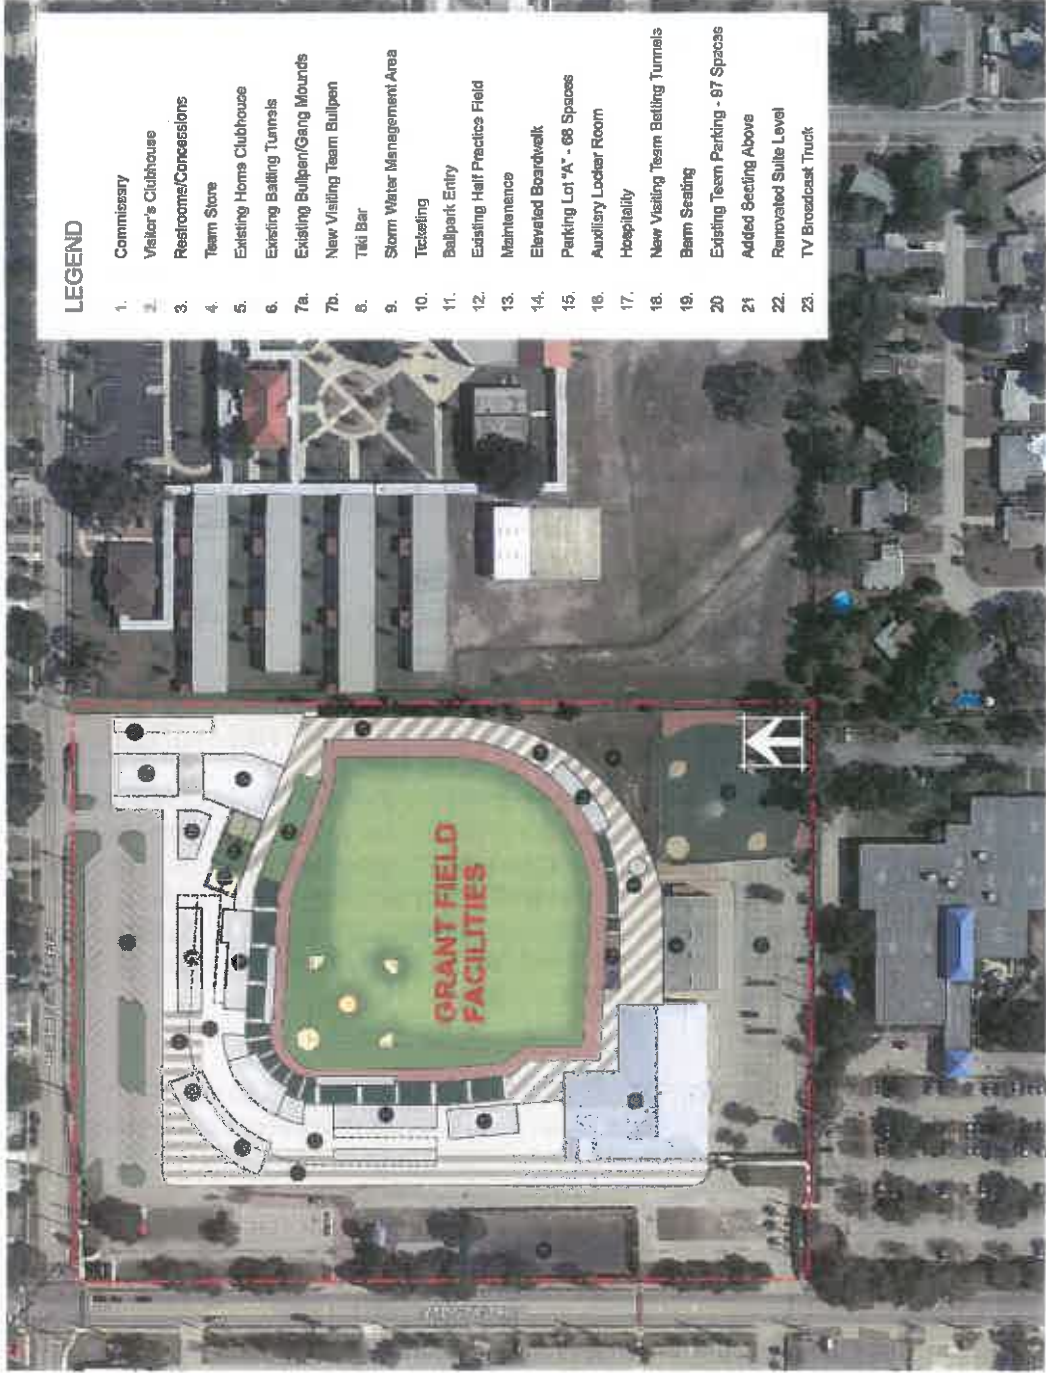 LEGEND
1. Commissary
2. Visitor's Clubhouse
3. Restrooms/Concessions
4. Team Store
5. Existing Home Clubhouse
6. Existing Batting Tunnels
7a. Existing Bullpen/Gang Mounds
7b. New Visiting Team Bullpen
8. Tiki Bar
9. Storm Water Management Area
10. Ticketing
11. Ballpark Entry
12. Existing Half Practice Field
13. Maintenance
14. Elevated Boardwalk
15. Parking Lot "A" - 68 Spaces
16. Auxiliary Locker Room
17. Hospitality
18. New Visiting Team Batting Tunnels
19. Berm Seating
20 Existing Team Parking - 97 Spaces
21 Added Seating Above
22. Renovated Suite Level
23. TV Broadcast Truck
GRANT FIELD
FACILITIES